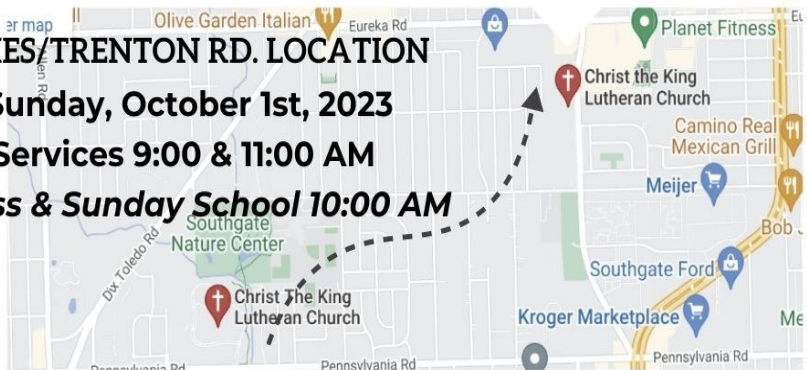 er map
Olive Garden Italian
Eureka Rd
Planet Fitness
IES/TRENTON RD. LOCATION
Sunday, October 1st, 2023
Services 9:00 & 11:00 AM
ss & Sunday School 10:00 AM
Christ the King
Lutheran Church
Camino Real
Mexican Grill
Meijer
Bob
Southgate
Nature Center
Dix Toledo Rd
Southgate Ford
Christ The King
Lutheran Church
Kroger Marketplace
Me
Pennsylvania Rd
Pennsylvania Rd
Pennsylvania Rd